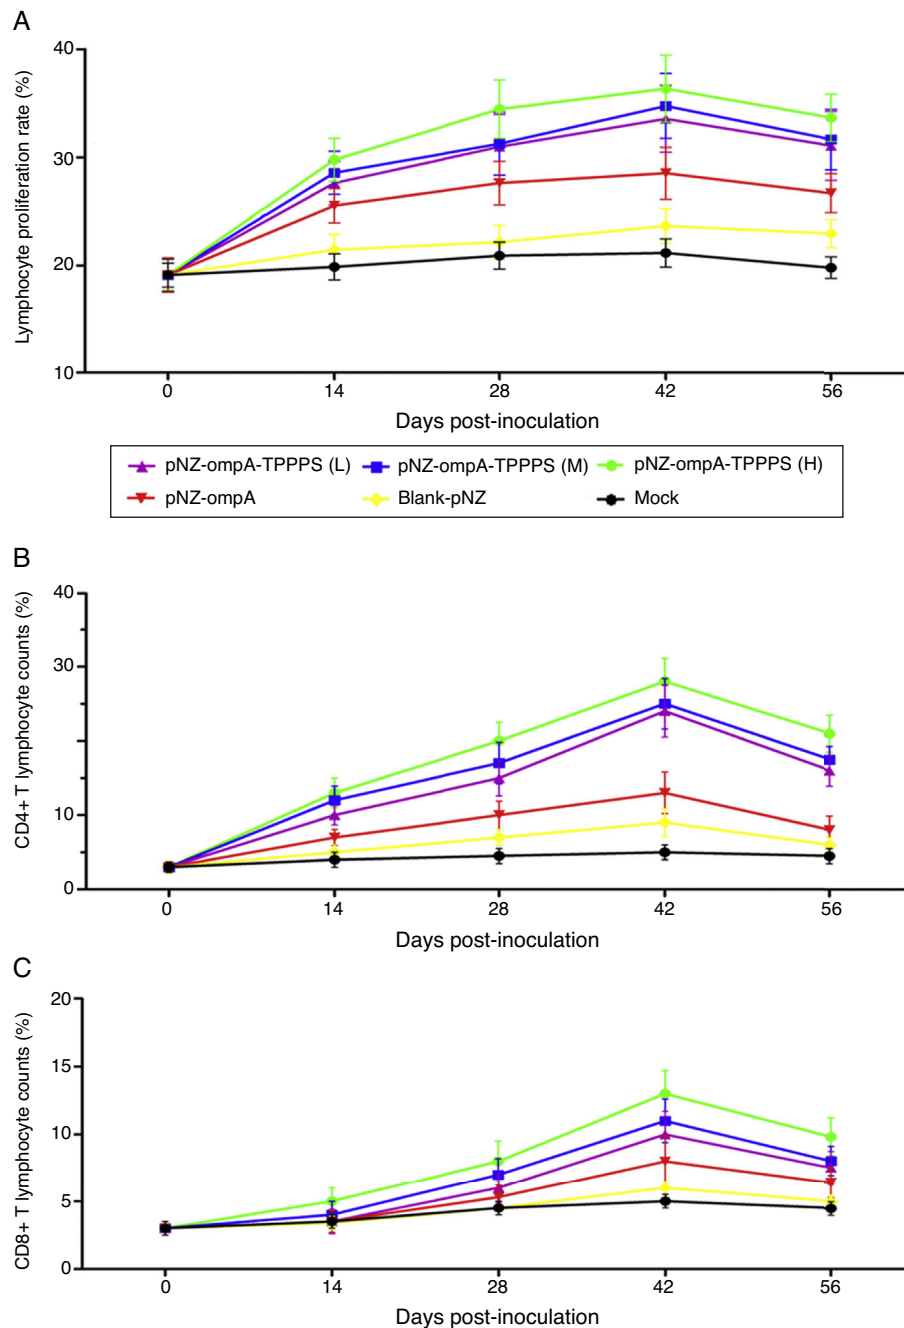 A
Lymphocyte proliferation rate (%)
40
30
20
10
0 14 28 42 56
Days post-inoculation
pNZ-ompA-TPPPS (L) pNZ-ompA-TPPPS (M) pNZ-ompA-TPPPS (H)
pNZ-ompA Blank-pNZ Mock
B
CD4+ T lymphocyte counts (%)
40
30
10
0
0 14 28 42 56
Days post-inoculation
C
CD8+ T lymphocyte counts (%)
20
15
10
5
0
0 14 28 42 56
Days post-inoculation